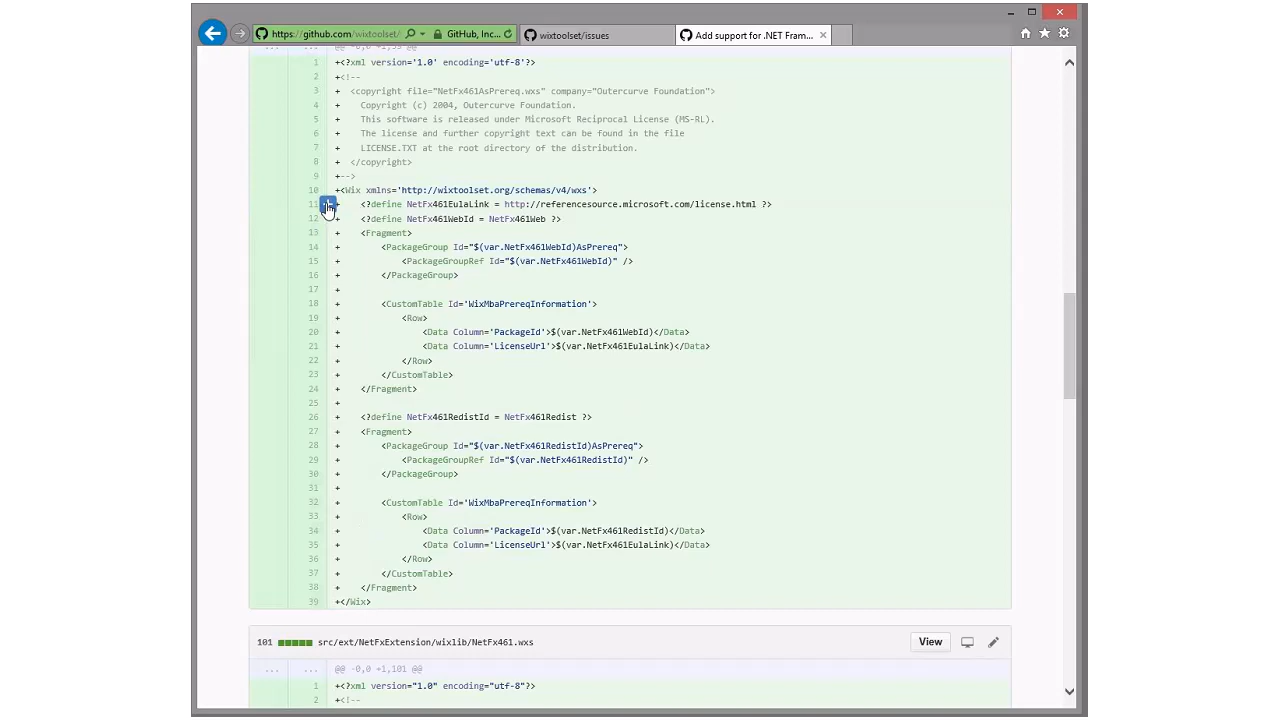 https://github.com/wixtoolset/
GitHub, Inc...
wixtoolset/issues
Add support for .NET Fram...
... ... @@ -0,0 +1,39 @@
1 +<?xml version='1.0' encoding='utf-8'?>
2 +<!--
3 + <copyright file="NetFx461AsPrereq.wxs" company="Outercurve Foundation">
4 + Copyright (c) 2004, Outercurve Foundation.
5 + This software is released under Microsoft Reciprocal License (MS-RL).
6 + The license and further copyright text can be found in the file
7 + LICENSE.TXT at the root directory of the distribution.
8 + </copyright>
9 +-->
10 +<Wix xmlns='http://wixtoolset.org/schemas/v4/wxs'>
11 + <?define NetFx461EulaLink = http://referencesource.microsoft.com/license.html ?>
12 + <?define NetFx461WebId = NetFx461Web ?>
13 + <Fragment>
14 + <PackageGroup Id="$(var.NetFx461WebId)AsPrereq">
15 + <PackageGroupRef Id="$(var.NetFx461WebId)" />
16 + </PackageGroup>
17 +
18 + <CustomTable Id='WixMbaPrereqInformation'>
19 + <Row>
20 + <Data Column='PackageId'>$(var.NetFx461WebId)</Data>
21 + <Data Column='LicenseUrl'>$(var.NetFx461EulaLink)</Data>
22 + </Row>
23 + </CustomTable>
24 + </Fragment>
25 +
26 + <?define NetFx461RedistId = NetFx461Redist ?>
27 + <Fragment>
28 + <PackageGroup Id="$(var.NetFx461RedistId)AsPrereq">
29 + <PackageGroupRef Id="$(var.NetFx461RedistId)" />
30 + </PackageGroup>
31 +
32 + <CustomTable Id='WixMbaPrereqInformation'>
33 + <Row>
34 + <Data Column='PackageId'>$(var.NetFx461RedistId)</Data>
35 + <Data Column='LicenseUrl'>$(var.NetFx461EulaLink)</Data>
36 + </Row>
37 + </CustomTable>
38 + </Fragment>
39 +</Wix>
101 src/ext/NetFxExtension/wixlib/NetFx461.wxs View
... ... @@ -0,0 +1,101 @@
1 +<?xml version="1.0" encoding="utf-8"?>
2 +<!--